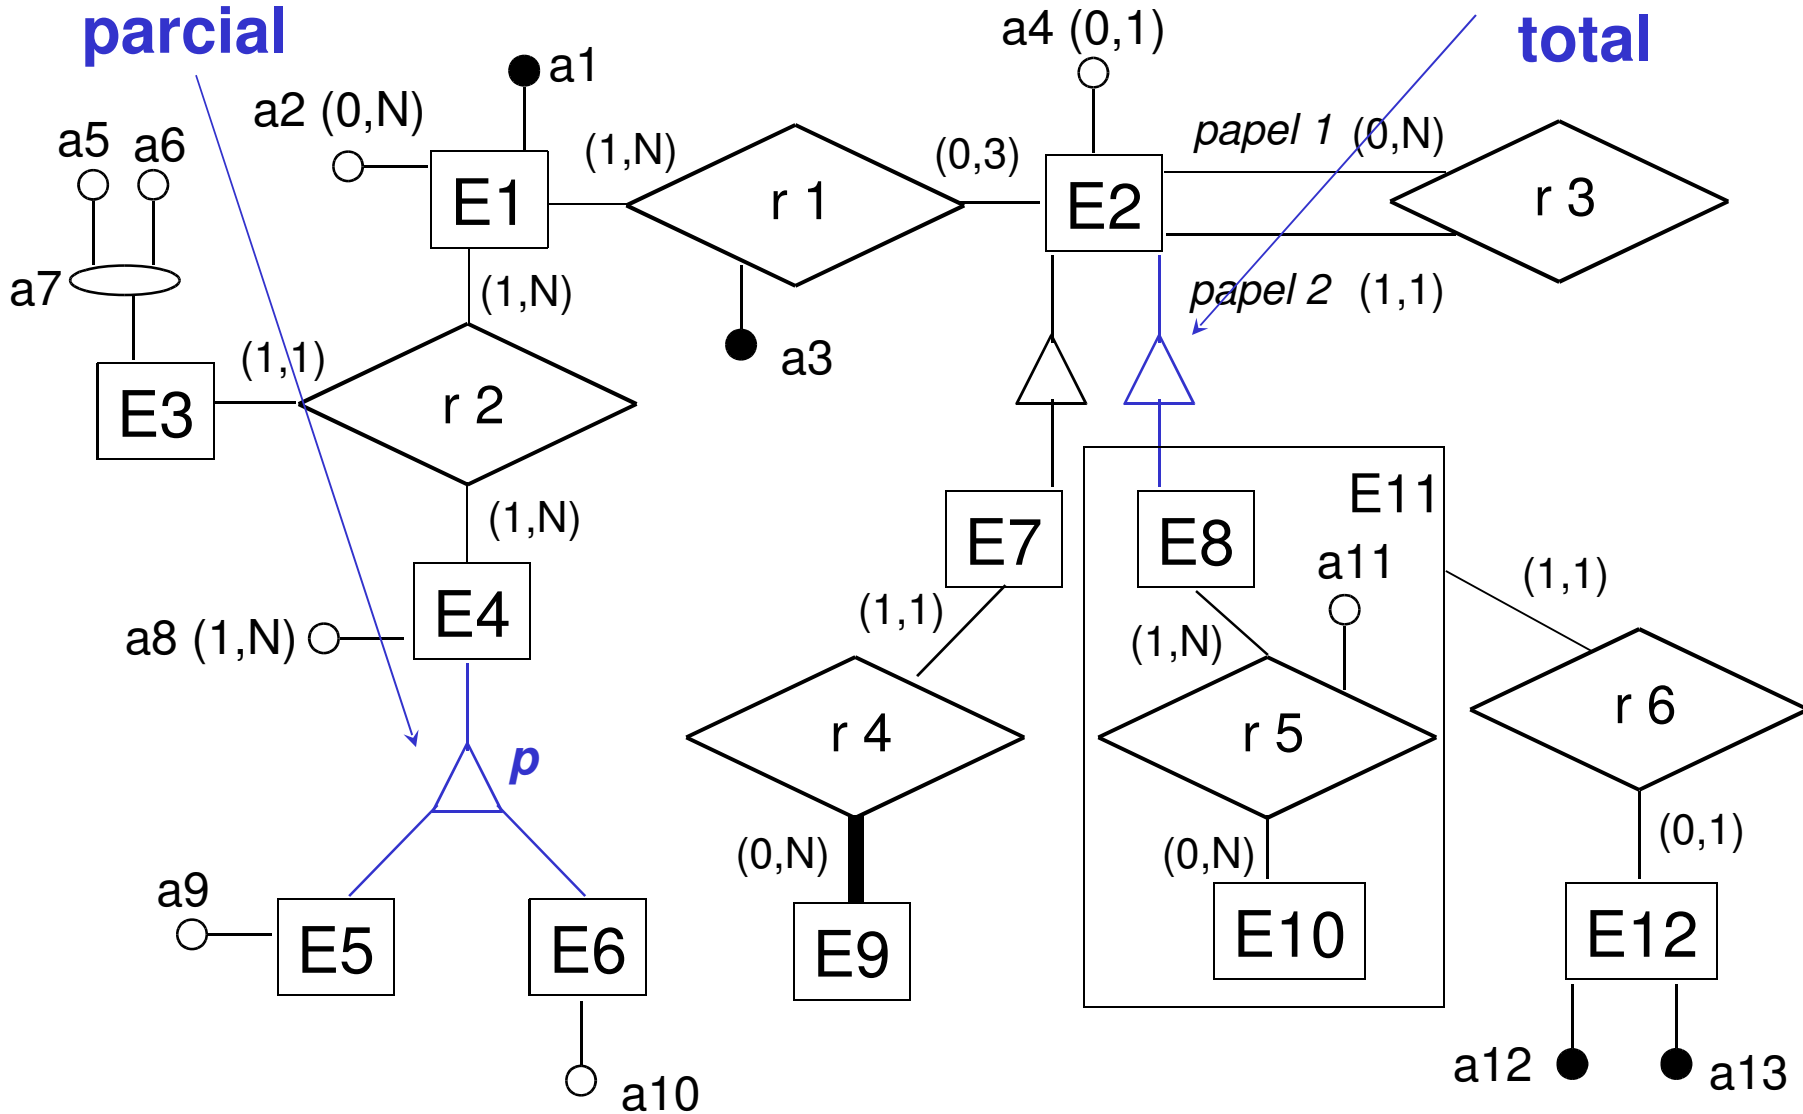 parcial
total
a4 (0,1)
a1
a2 (0,N)
a5
a6
papel 1
(0,N)
(1,N)
(0,3)
E1
r 1
E2
r 3
a7
(1,N)
papel 2
(1,1)
a3
(1,1)
E3
r 2
(1,N)
E11
E7
E8
a11
(1,1)
E4
a8 (1,N)
(1,1)
(1,N)
r 4
r 5
r 6
p
(0,N)
(0,N)
(0,1)
a9
E5
E6
E9
E10
E12
a10
a12
a13